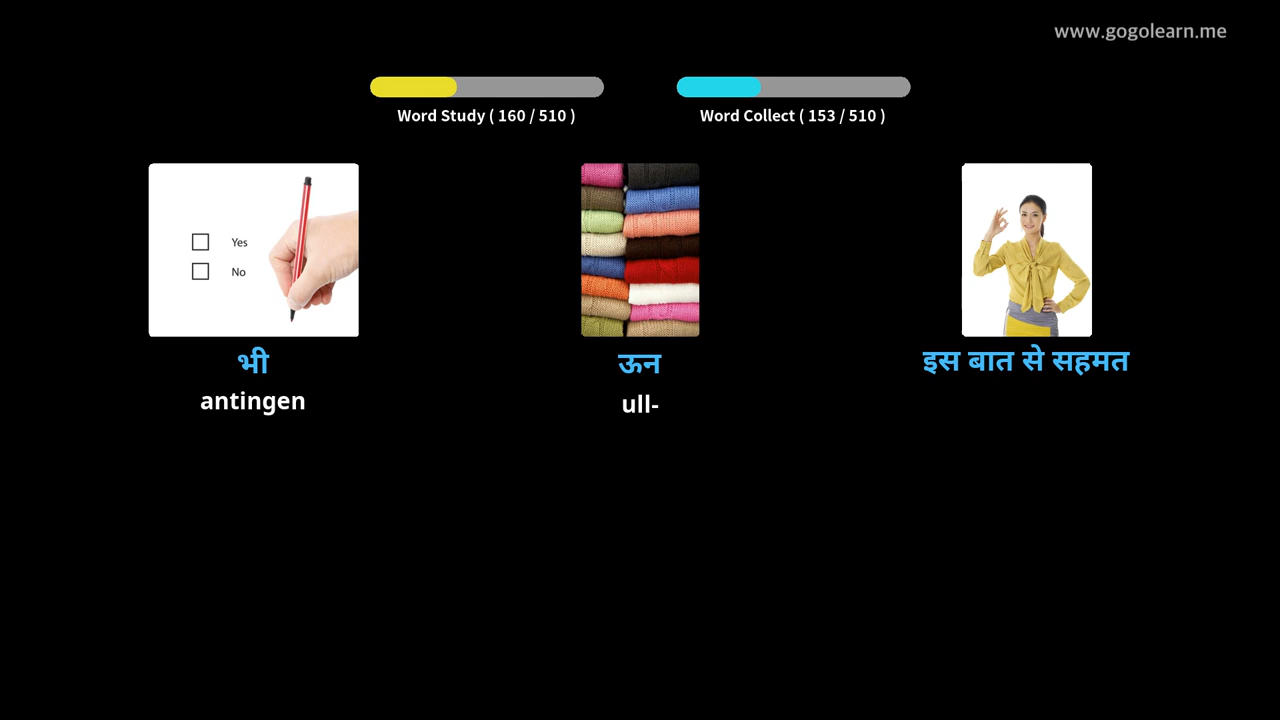 www.gogolearn.me
Word Study ( 160 / 510 )
Word Collect ( 153 / 510 )
Yes
No
भी
antingen
ऊन
ull-
इस बात से सहमत